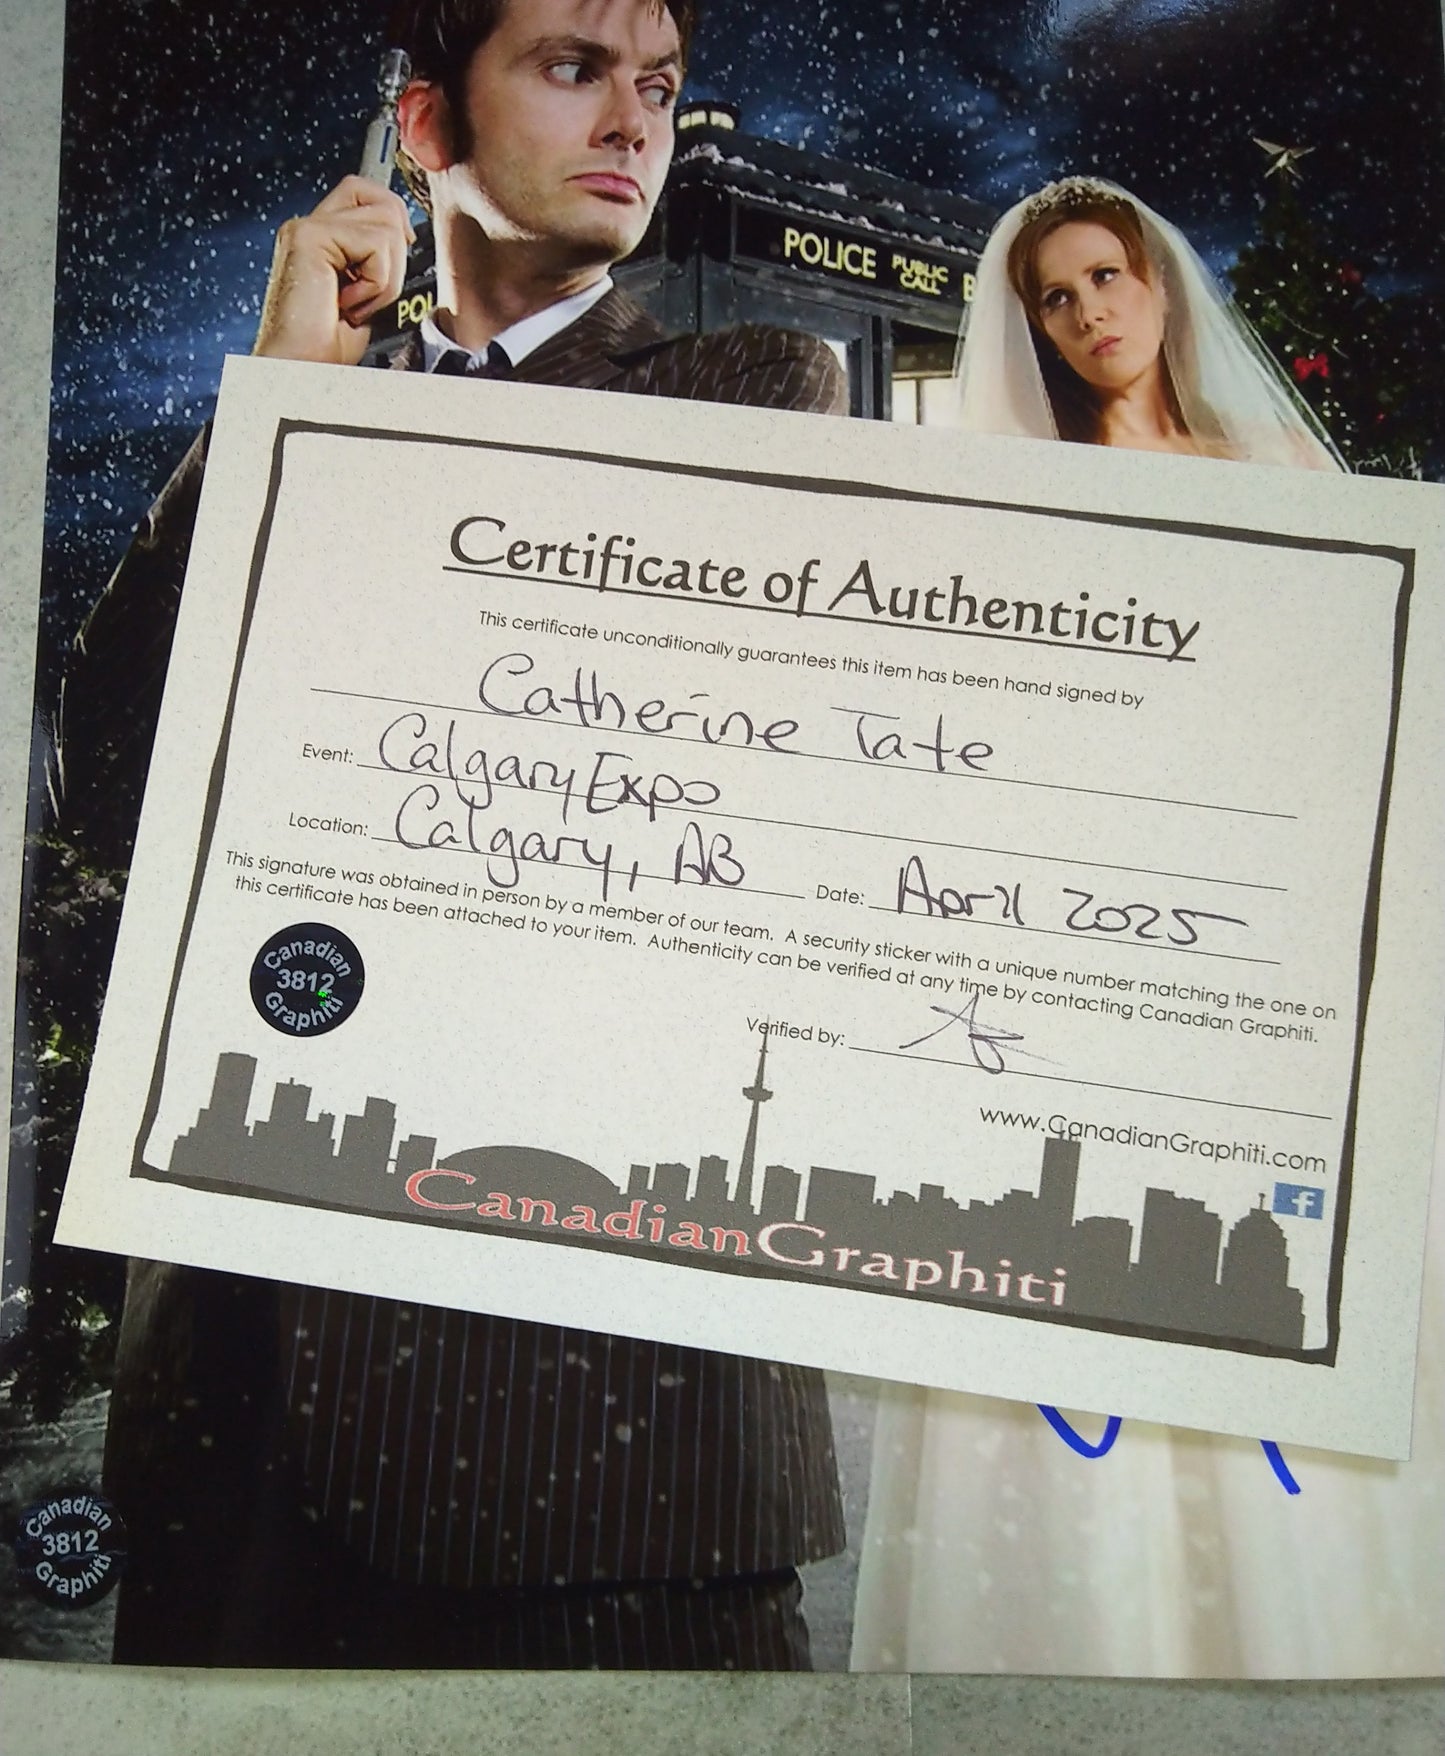 POLICE PUBLIC CALL B
POL
Certificate of Authenticity
This certificate unconditionally guarantees this item has been hand signed by
Catherine Tate
Event: Calgary Expo
Location: Calgary, AB Date: April 2025
This signature was obtained in person by a member of our team. A security sticker with a unique number matching the one on
this certificate has been attached to your item. Authenticity can be verified at any time by contacting Canadian Graphiti.
Canadian
3812
Graphiti
Verified by:
www.CanadianGraphiti.com
f
CanadianGraphiti
Canadian
3812
Graphiti